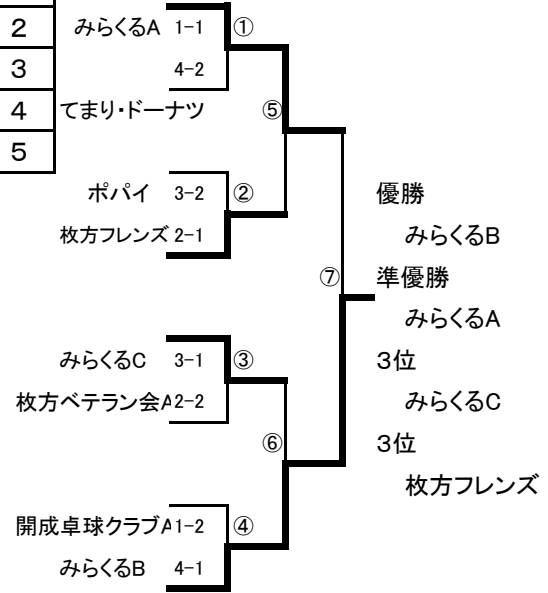 2 みらくるA 1-1 ①
3 4-2
4 てまり・ドーナツ ⑤
5
ポパイ 3-2 ② 優勝
枚方フレンズ 2-1 みらくるB
⑦ 準優勝
みらくるA
みらくるC 3-1 ③ 3位
枚方ベテラン会A 2-2 みらくるC
⑥ 3位
枚方フレンズ
開成卓球クラブA 1-2 ④
みらくるB 4-1